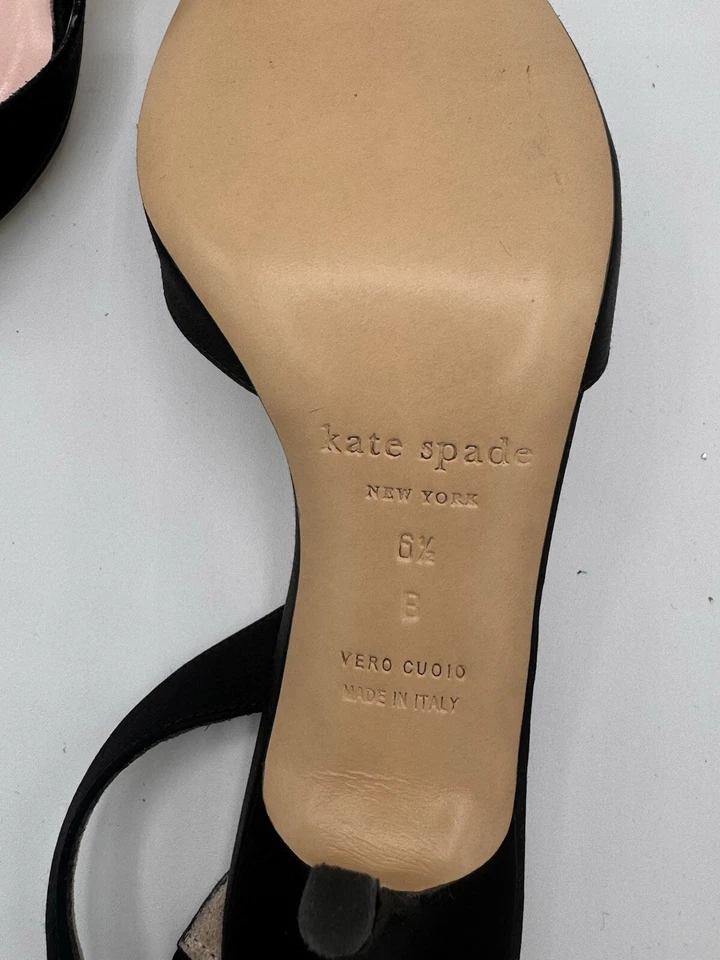 kate spade
NEW YORK
6½
B
VERO CUOIO
MADE IN ITALY